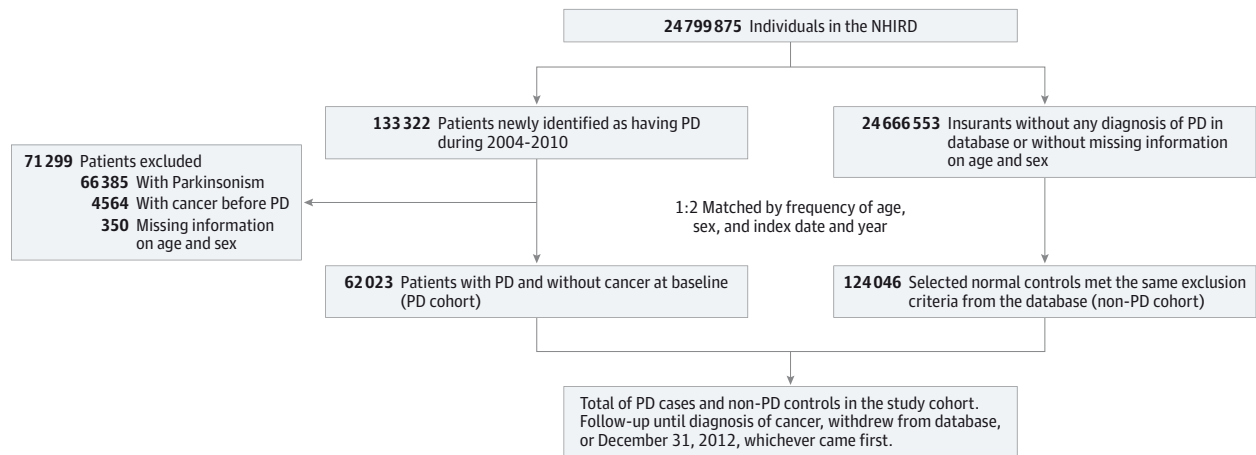 24 799 875 Individuals in the NHIRD
133 322 Patients newly identified as having PD
during 2004-2010
24 666 553 Insurants without any diagnosis of PD in
database or without missing information
on age and sex
71 299 Patients excluded
66 385 With Parkinsonism
4564 With cancer before PD
350 Missing information
on age and sex
1:2 Matched by frequency of age,
sex, and index date and year
62 023 Patients with PD and without cancer at baseline
(PD cohort)
124 046 Selected normal controls met the same exclusion
criteria from the database (non-PD cohort)
Total of PD cases and non-PD controls in the study cohort.
Follow-up until diagnosis of cancer, withdrew from database,
or December 31, 2012, whichever came first.